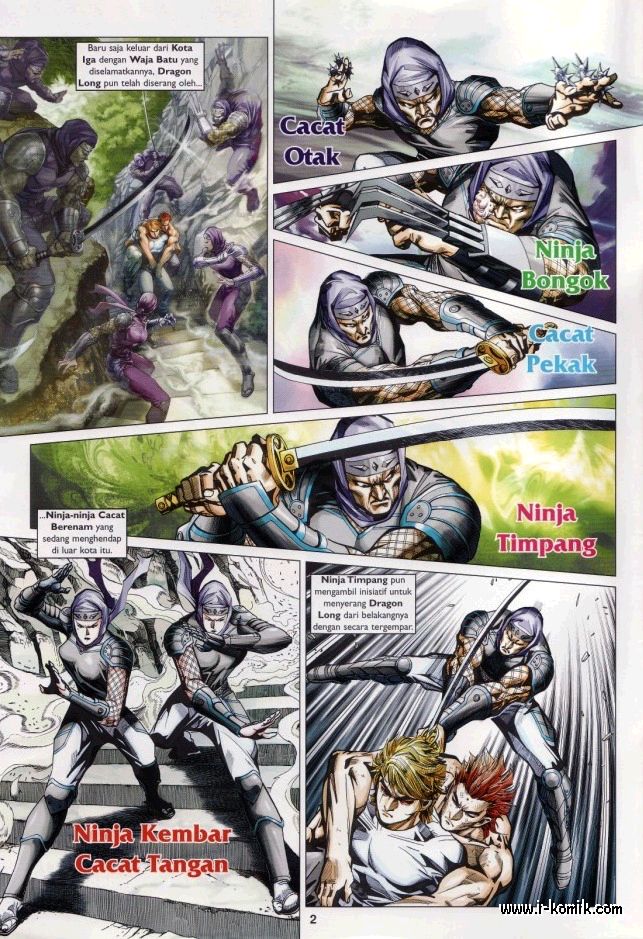 Baru saja keluar dari Kota
Iga dengan Waja Batu yang
diselamatkannya, Dragon
Long pun telah diserang oleh...
Cacat
Otak
Ninja
Bongok
Cacat
Pekak
Ninja
Timpang
...Ninja-ninja Cacat
Berenam yang
sedang menghendap
di luar kota itu.
Ninja Kembar
Cacat Tangan
Ninja Timpang pun
mengambil inisiatif untuk
menyerang Dragon
Long dari belakangnya
dengan secara tergempar.
2
www.i-komik.com